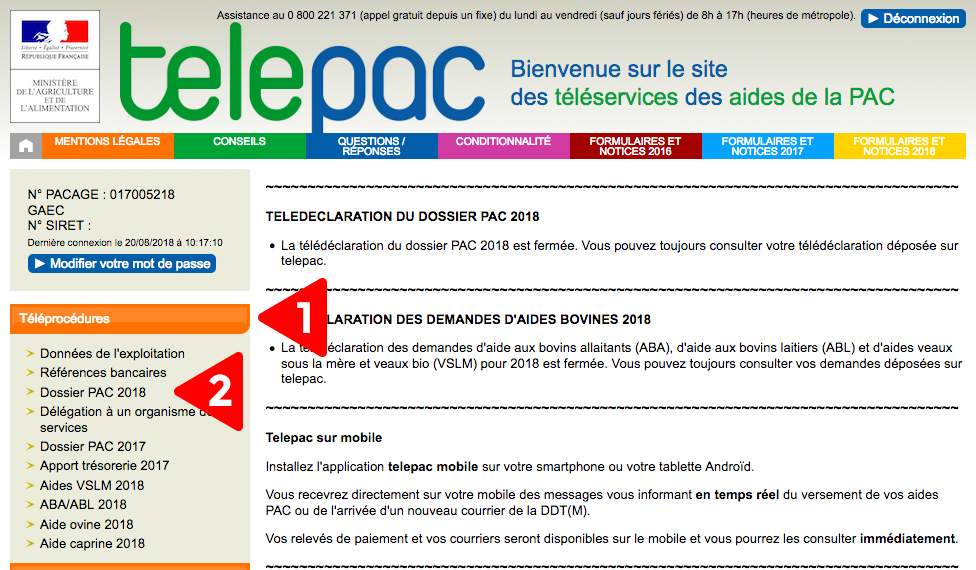 Assistance au 0 800 221 371 (appel gratuit depuis un fixe) du lundi au vendredi (sauf jours fériés) de 8h à 17h (heures de métropole).
Déconnexion
Liberté • Égalité • Fraternité
RÉPUBLIQUE FRANÇAISE
MINISTÈRE
DE L'AGRICULTURE
ET DE
L'ALIMENTATION
telepac
Bienvenue sur le site
des téléservices des aides de la PAC
MENTIONS LÉGALES
CONSEILS
QUESTIONS /
RÉPONSES
CONDITIONNALITÉ
FORMULAIRES ET
NOTICES 2016
FORMULAIRES ET
NOTICES 2017
FORMULAIRES ET
NOTICES 2018
N° PACAGE : 017005218
GAEC
N° SIRET :
Dernière connexion le 20/08/2018 à 10:17:10
Modifier votre mot de passe
Téléprocédures
Données de l'exploitation
Références bancaires
Dossier PAC 2018
Délégation à un organisme de
services
Dossier PAC 2017
Apport trésorerie 2017
Aides VSLM 2018
ABA/ABL 2018
Aide ovine 2018
Aide caprine 2018
1
2
~~~~~~~~~~~~~~~~~~~~~~~~~~~~~~~~~~~~~~~~~~~~~~~~~~~~~~~~~~~~~~~~~~~~~~
TELEDECLARATION DU DOSSIER PAC 2018
• La télédéclaration du dossier PAC 2018 est fermée. Vous pouvez toujours consulter votre télédéclaration déposée sur
telepac.
~~~~~~~~~~~~~~~~~~~~~~~~~~~~~~~~~~~~~~~~~~~~~~~~~~~~~~~~~~~~~~~~~~~~~~
LARATION DES DEMANDES D'AIDES BOVINES 2018
• La télédéclaration des demandes d'aide aux bovins allaitants (ABA), d'aide aux bovins laitiers (ABL) et d'aides veaux
sous la mère et veaux bio (VSLM) pour 2018 est fermée. Vous pouvez toujours consulter vos demandes déposées sur
telepac.
~~~~~~~~~~~~~~~~~~~~~~~~~~~~~~~~~~~~~~~~~~~~~~~~~~~~~~~~~~~~~~~~~~~~~~
Telepac sur mobile
Installez l'application telepac mobile sur votre smartphone ou votre tablette Androïd.
Vous recevrez directement sur votre mobile des messages vous informant en temps réel du versement de vos aides
PAC ou de l'arrivée d'un nouveau courrier de la DDT(M).
Vos relevés de paiement et vos courriers seront disponibles sur le mobile et vous pourrez les consulter immédiatement.
~~~~~~~~~~~~~~~~~~~~~~~~~~~~~~~~~~~~~~~~~~~~~~~~~~~~~~~~~~~~~~~~~~~~~~